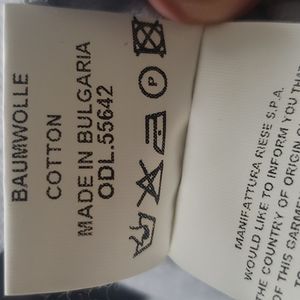 BAUMWOLLE
COTTON
MADE IN BULGARIA
ODL.55642
P
MANIFATTURA RIESE S.P.A.
WOULD LIKE TO INFORM YOU THE
THE COUNTRY OF ORIGIN
OF THIS GARME